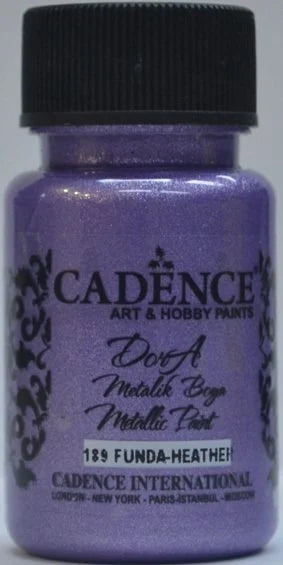 CADENCE®
ART & HOBBY PAINTS
DorA
Metalik Boya
Metallic Paint
189 FUNDA-HEATHER
CADENCE INTERNATIONAL
LONDON - NEW YORK - PARIS-ISTANBUL - MOSCOW